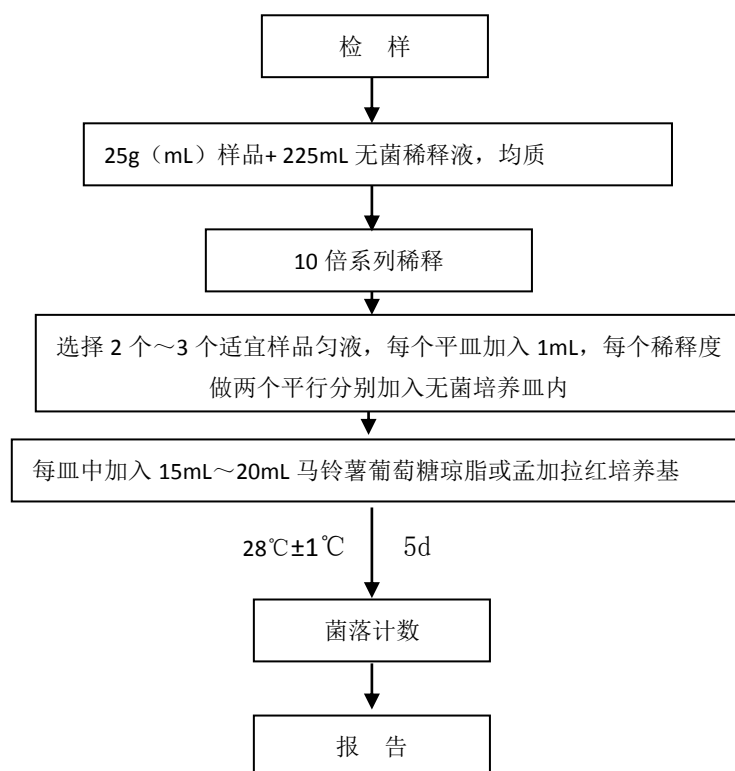 检 样
25g（mL）样品+ 225mL 无菌稀释液，均质
10 倍系列稀释
选择 2 个～3 个适宜样品匀液，每个平皿加入 1mL，每个稀释度
做两个平行分别加入无菌培养皿内
每皿中加入 15mL～20mL 马铃薯葡萄糖琼脂或孟加拉红培养基
28℃±1℃ 5d
菌落计数
报 告